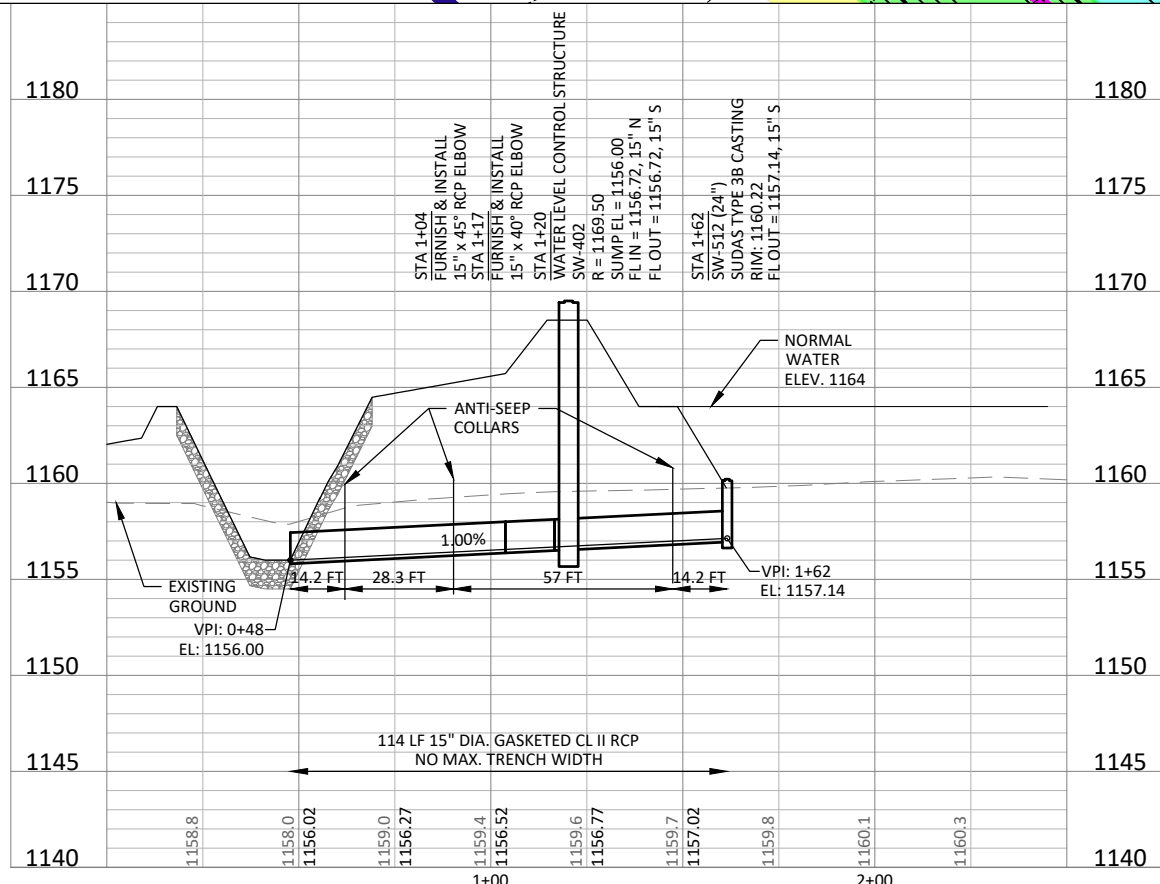 1180
1175
1170
1165
1160
1155
1150
1145
1140
1180
1175
1170
1165
1160
1155
1150
1145
1140
STA 1+04
FURNISH & INSTALL
15" x 45° RCP ELBOW
STA 1+17
FURNISH & INSTALL
15" x 40° RCP ELBOW
STA 1+20
WATER LEVEL CONTROL STRUCTURE
SW-402
R = 1169.50
SUMP EL = 1156.00
FL IN = 1156.72, 15" N
FL OUT = 1156.72, 15" S
STA 1+62
SW-512 (24")
SUDAS TYPE 3B CASTING
RIM: 1160.22
FL OUT = 1157.14, 15" S
NORMAL
WATER
ELEV. 1164
ANTI-SEEP
COLLARS
1.00%
14.2 FT
28.3 FT
57 FT
14.2 FT
EXISTING
GROUND
VPI: 0+48
EL: 1156.00
VPI: 1+62
EL: 1157.14
114 LF 15" DIA. GASKETED CL II RCP
NO MAX. TRENCH WIDTH
1158.8
1158.0
1156.02
1159.0
1156.27
1159.4
1156.52
1159.6
1156.77
1159.7
1157.02
1159.8
1160.1
1160.3
1+00
2+00